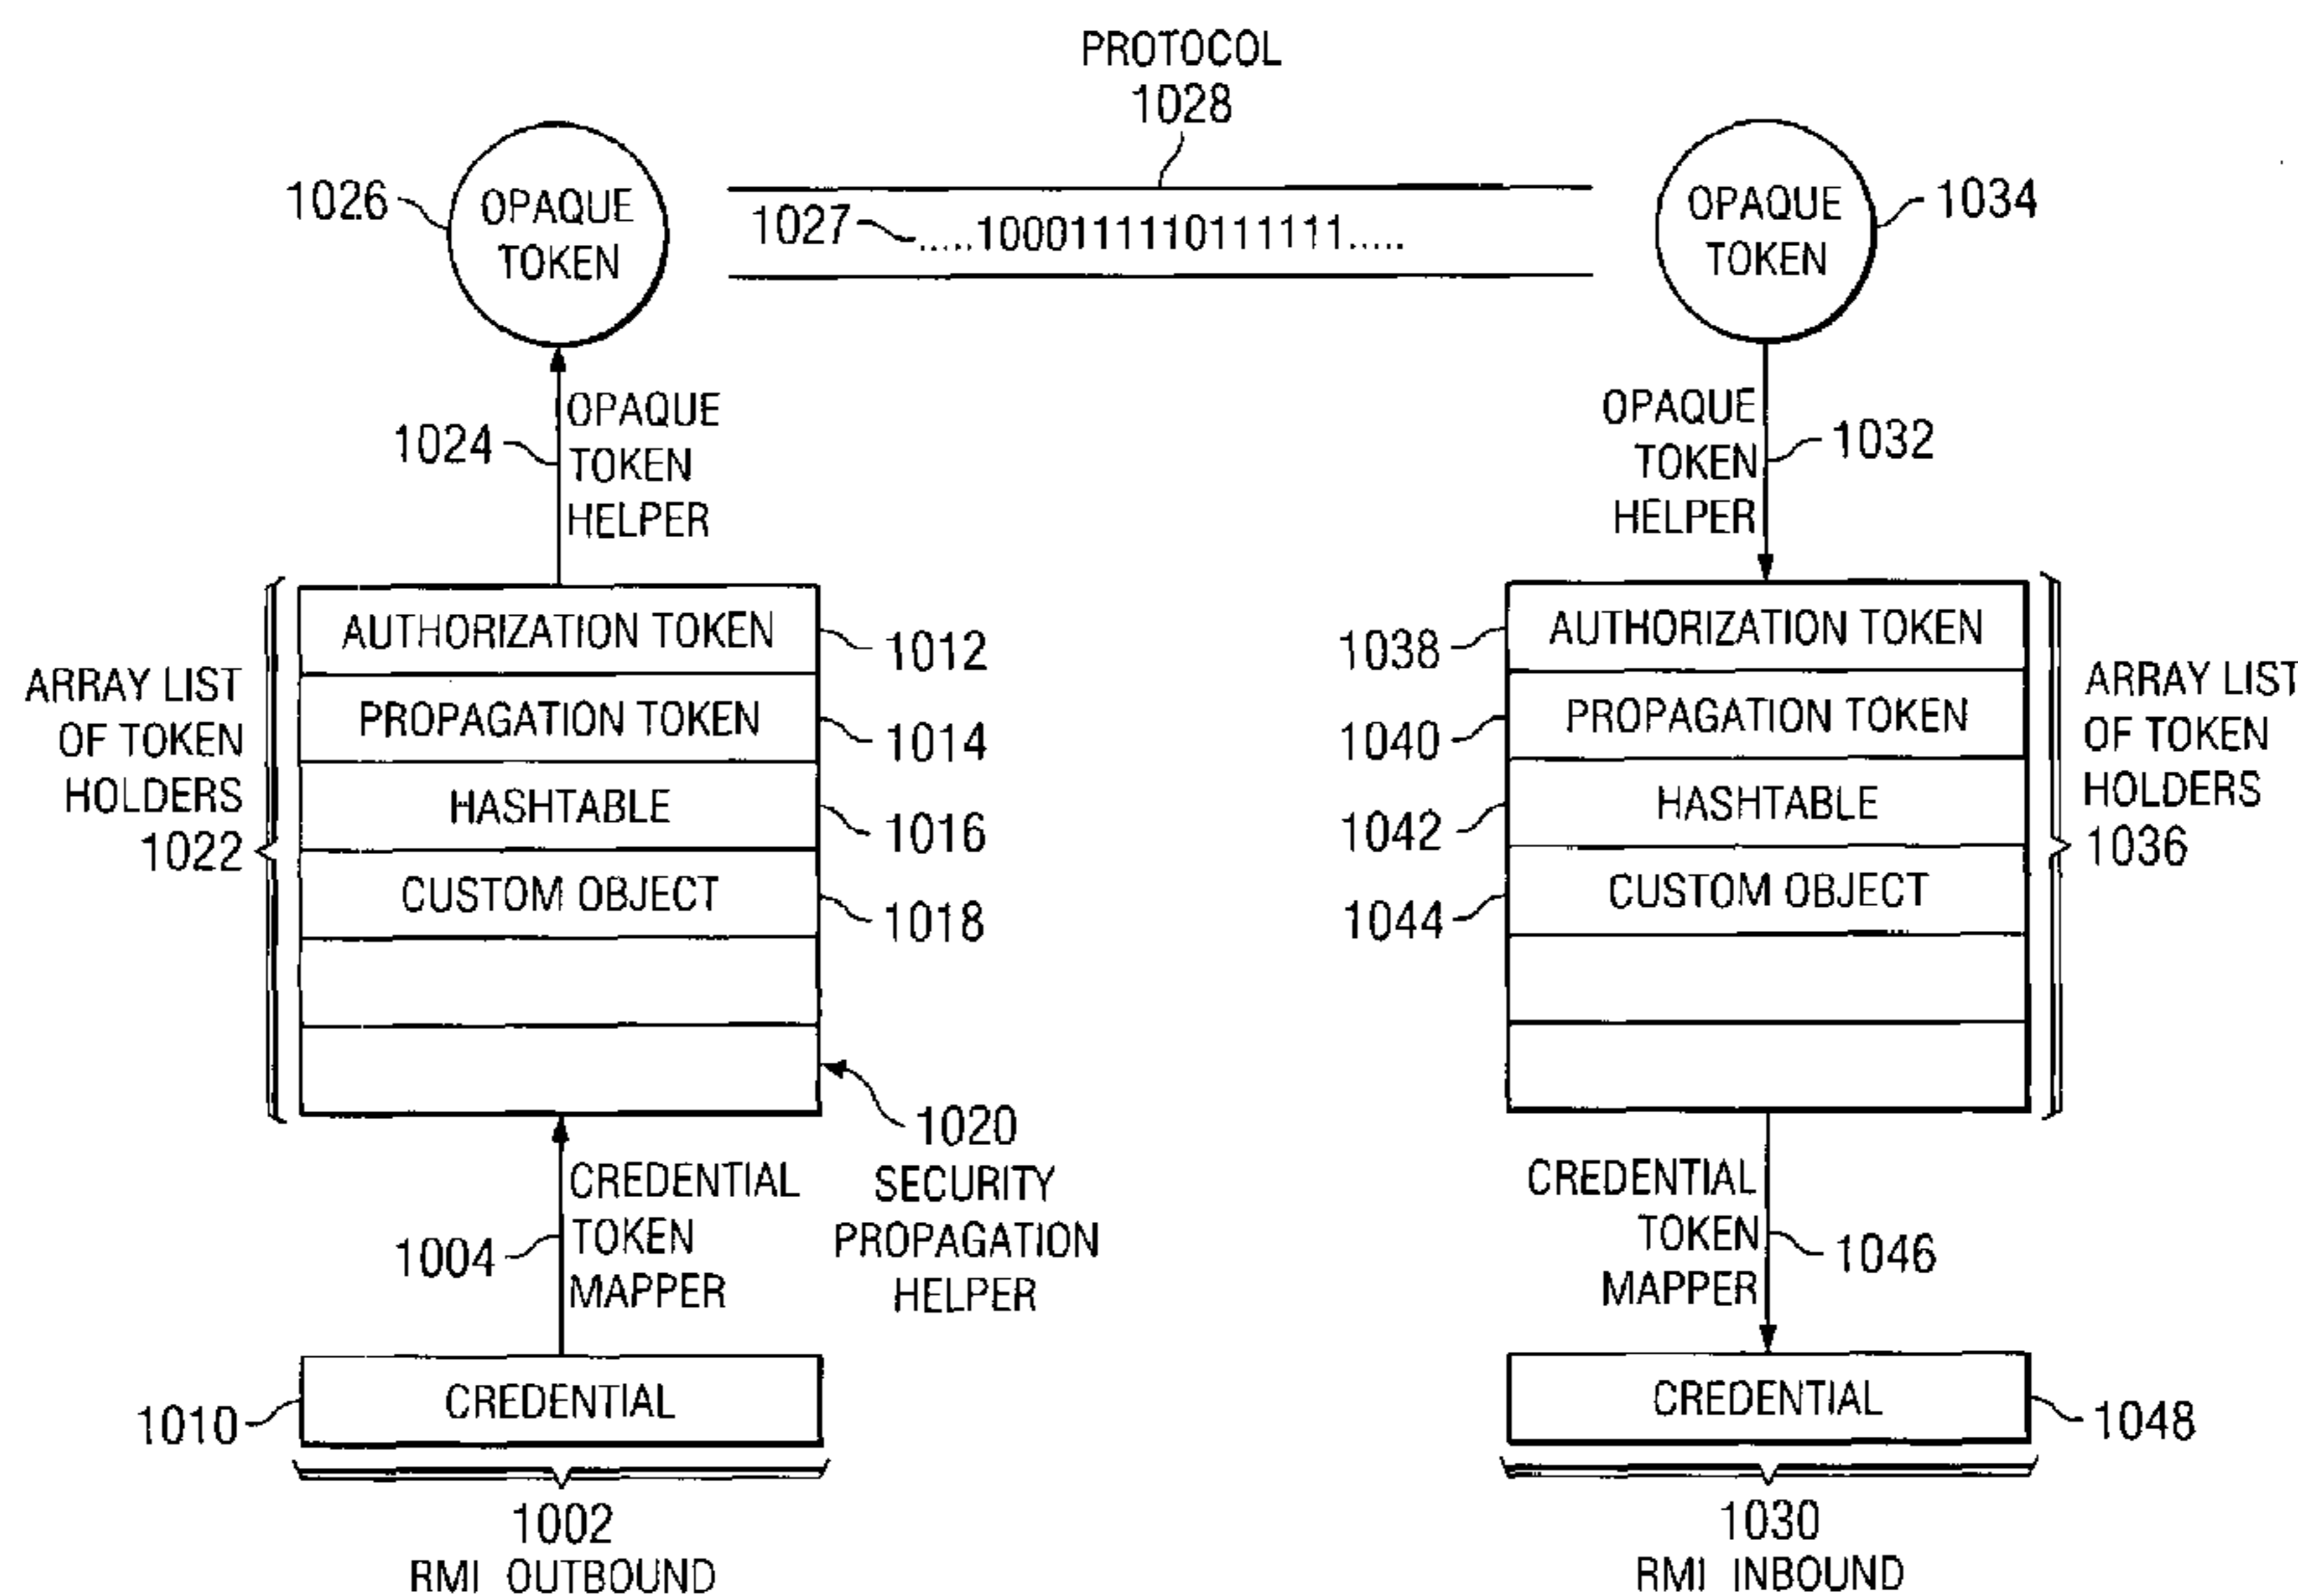 PROTOCOL
1028
1026
OPAQUE
TOKEN
1027
.....1000111110111111.....
OPAQUE
TOKEN
1034
1024
OPAQUE
TOKEN
HELPER
OPAQUE
TOKEN
HELPER
1032
ARRAY LIST
OF TOKEN
HOLDERS
1022
AUTHORIZATION TOKEN
1012
PROPAGATION TOKEN
1014
HASHTABLE
1016
CUSTOM OBJECT
1018
1038
AUTHORIZATION TOKEN
1040
PROPAGATION TOKEN
1042
HASHTABLE
1044
CUSTOM OBJECT
ARRAY LIST
OF TOKEN
HOLDERS
1036
1020
SECURITY
PROPAGATION
HELPER
1004
CREDENTIAL
TOKEN
MAPPER
CREDENTIAL
TOKEN
MAPPER
1046
1010
CREDENTIAL
CREDENTIAL
1048
1002
RMI OUTBOUND
1030
RMI INBOUND